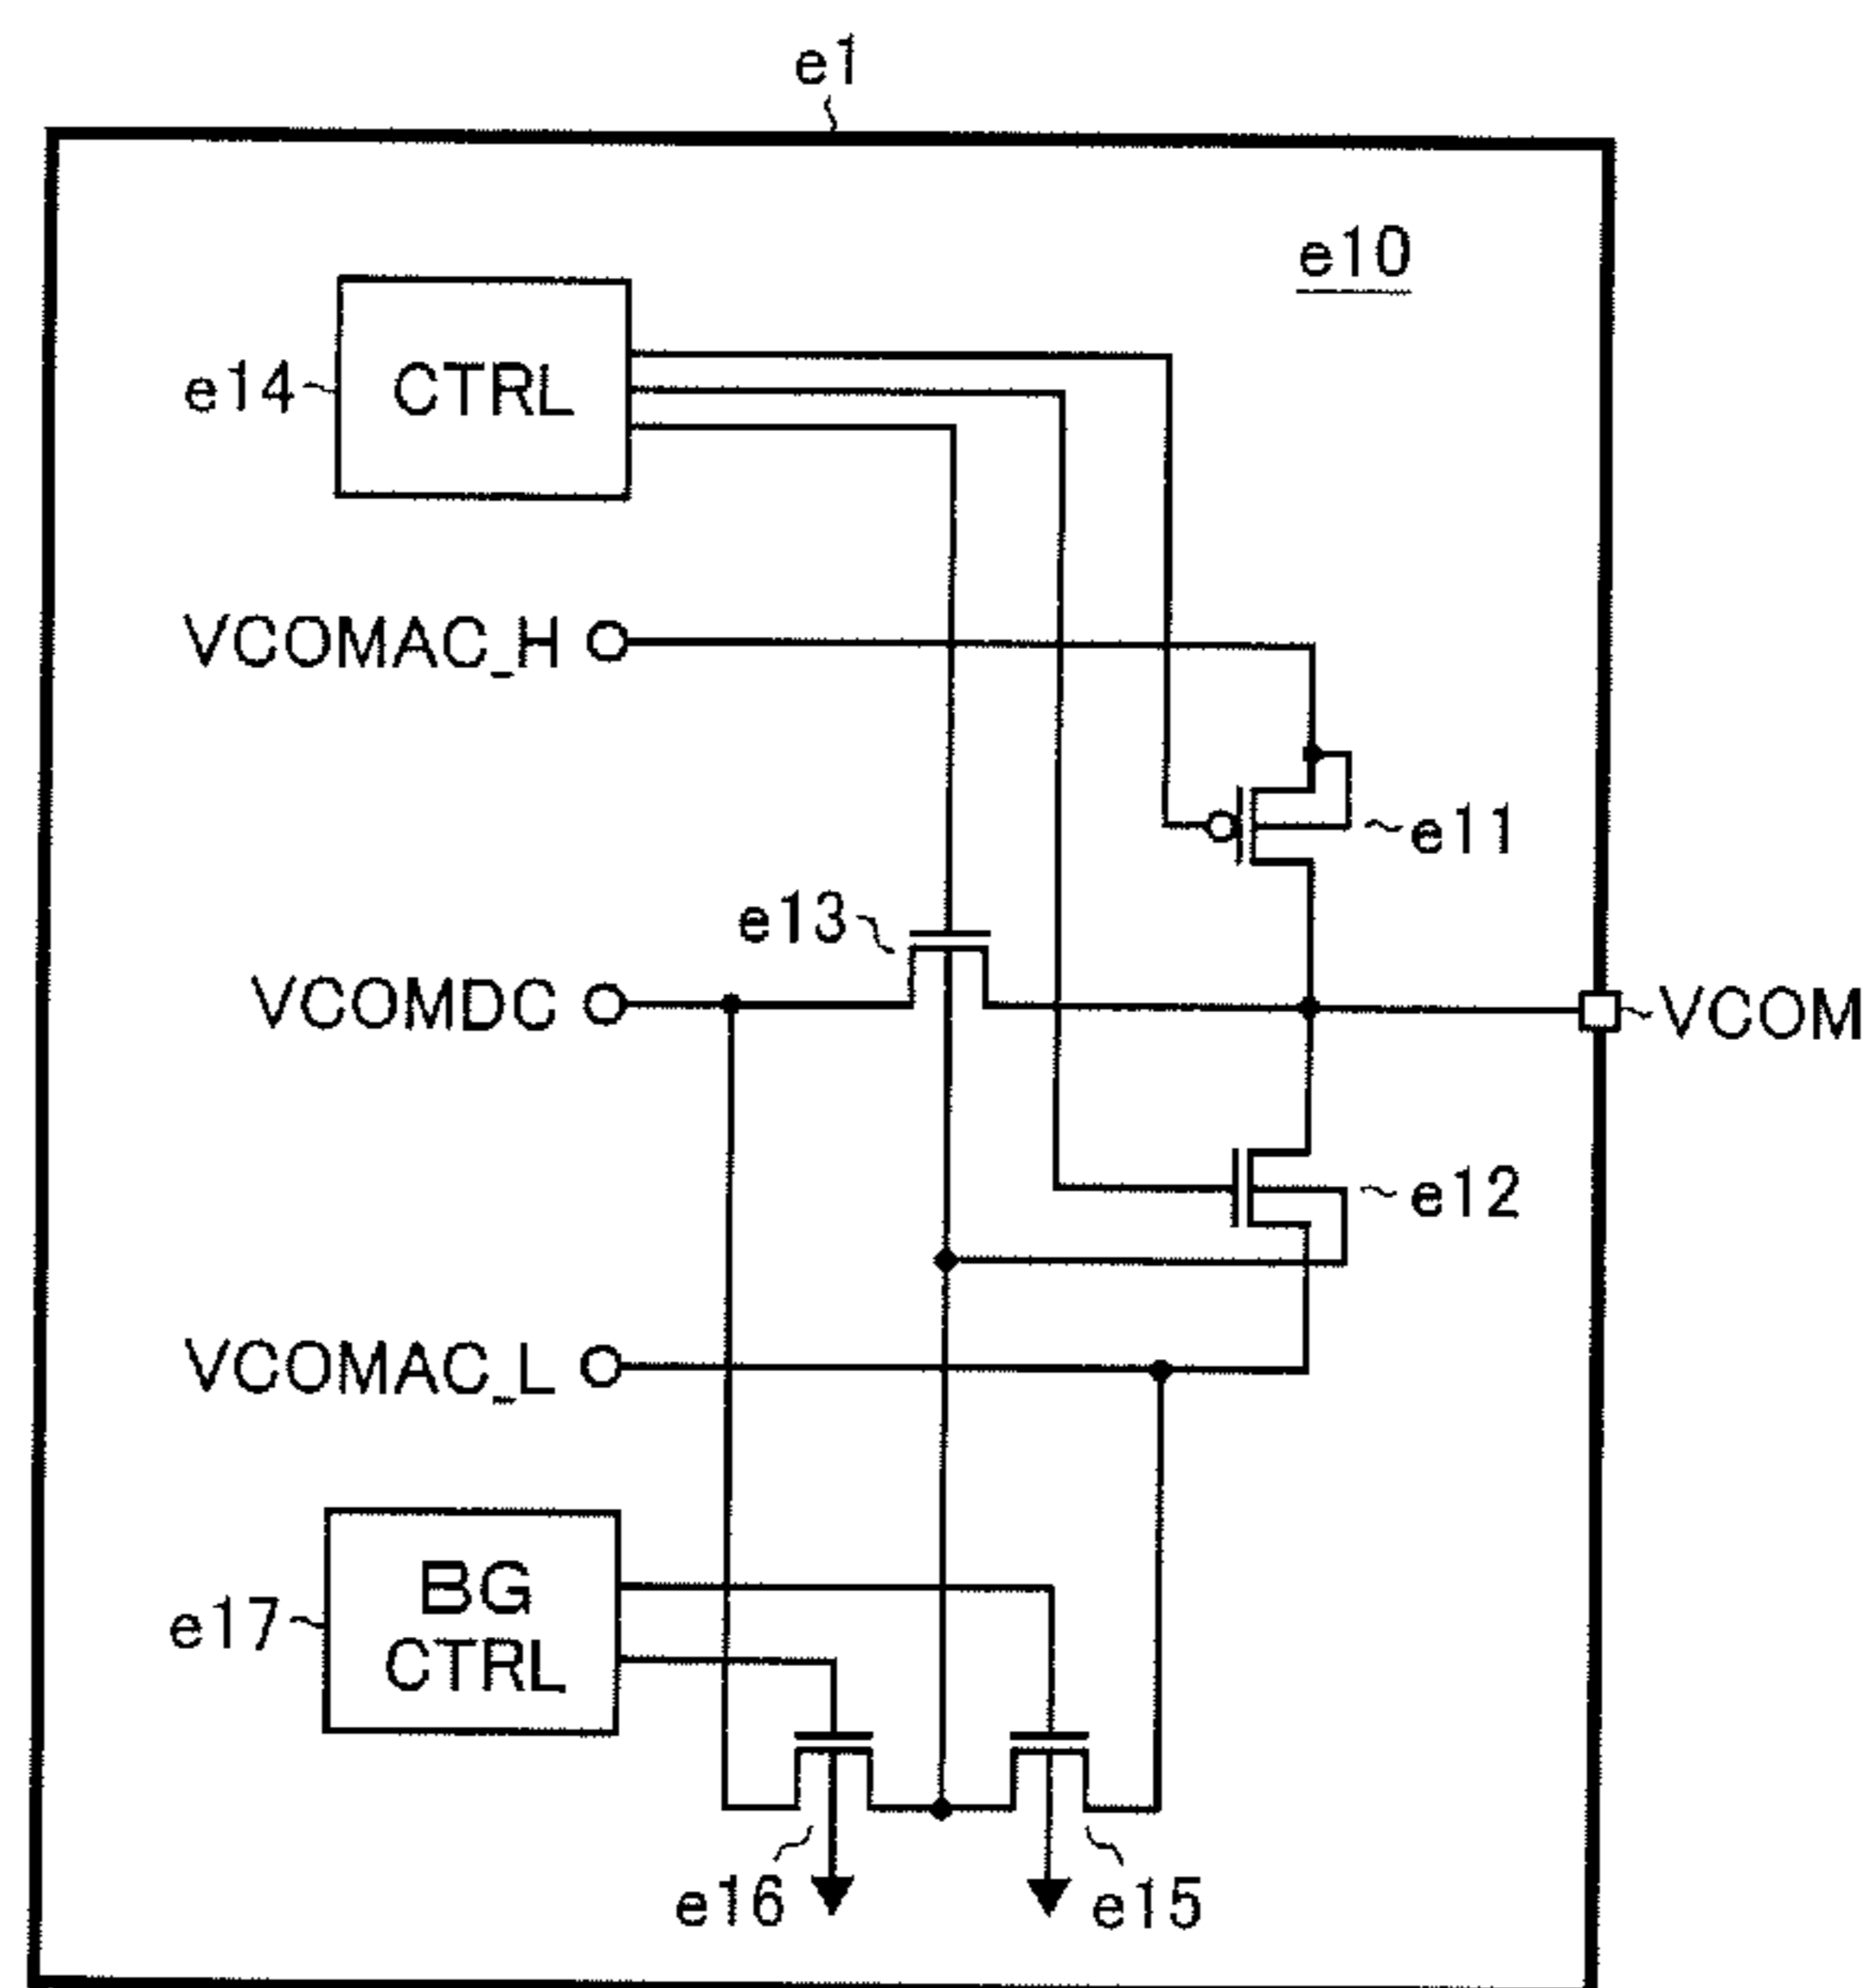 e1
e10
e14
CTRL
VCOMAC_H
e11
e13
VCOMDC
VCOM
e12
VCOMAC_L
BG
e17
CTRL
e16
e15